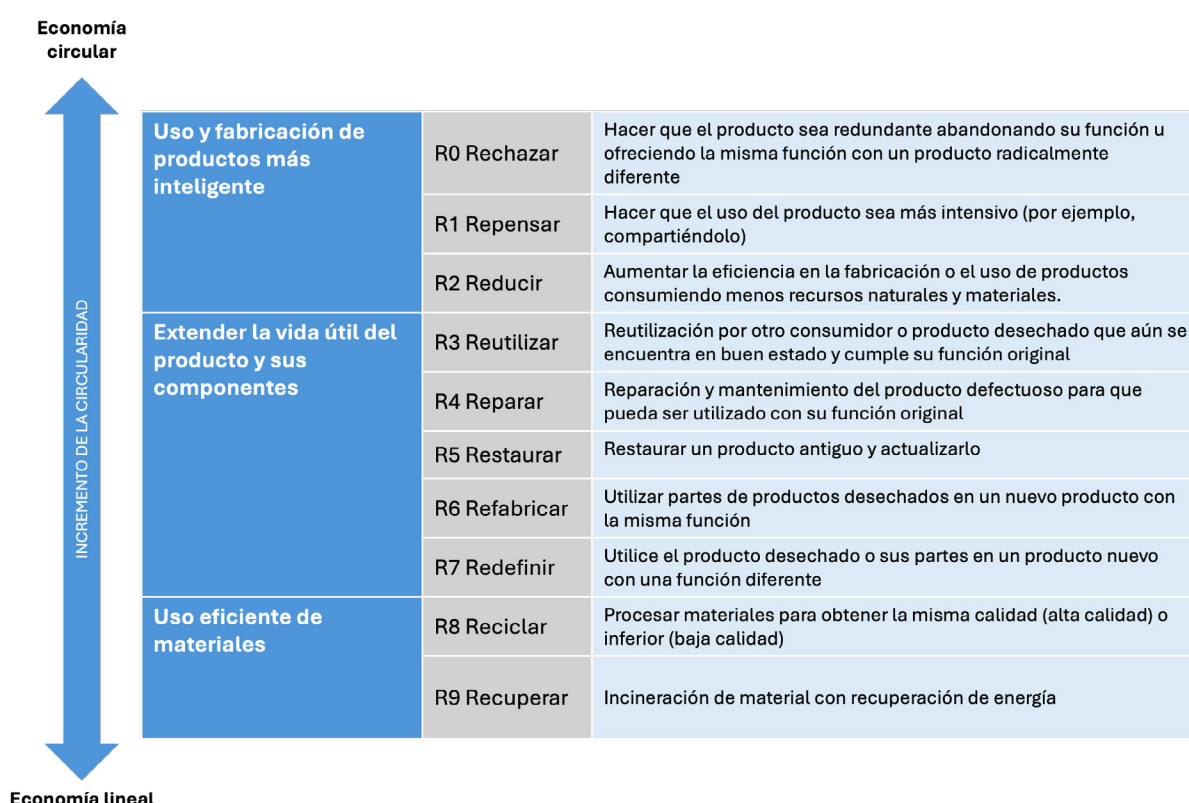 Economía
circular
INCREMENTO DE LA CIRCULARIDAD
Uso y fabricación de
productos más
inteligente
R0 Rechazar
Hacer que el producto sea redundante abandonando su función u
ofreciendo la misma función con un producto radicalmente
diferente
R1 Repensar
Hacer que el uso del producto sea más intensivo (por ejemplo,
compartiéndolo)
R2 Reducir
Aumentar la eficiencia en la fabricación o el uso de productos
consumiendo menos recursos naturales y materiales.
Extender la vida útil del
producto y sus
componentes
R3 Reutilizar
Reutilización por otro consumidor o producto desechado que aún se
encuentra en buen estado y cumple su función original
R4 Reparar
Reparación y mantenimiento del producto defectuoso para que
pueda ser utilizado con su función original
R5 Restaurar
Restaurar un producto antiguo y actualizarlo
R6 Refabricar
Utilizar partes de productos desechados en un nuevo producto con
la misma función
R7 Redefinir
Utilice el producto desechado o sus partes en un producto nuevo
con una función diferente
Uso eficiente de
materiales
R8 Reciclar
Procesar materiales para obtener la misma calidad (alta calidad) o
inferior (baja calidad)
R9 Recuperar
Incineración de material con recuperación de energía
Economía lineal